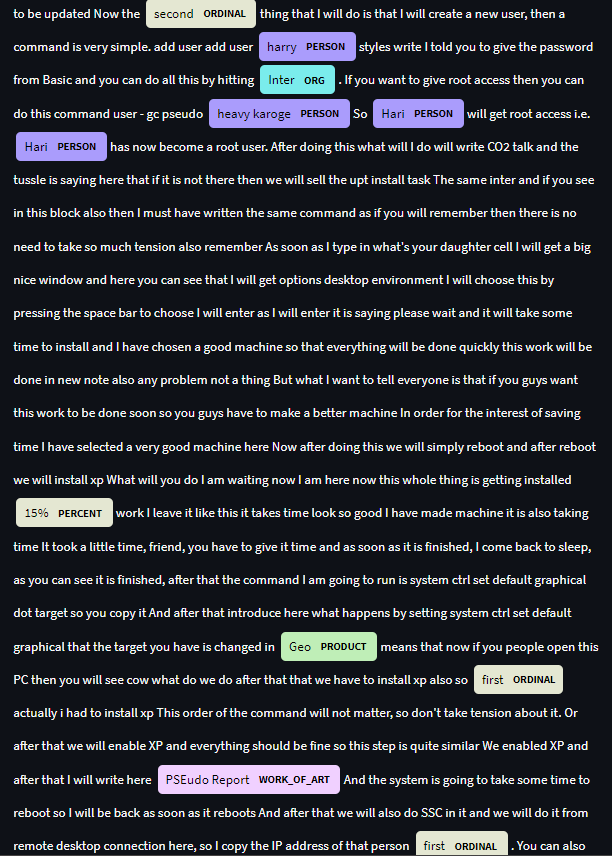 to be updated Now the second ORDINAL thing that I will do is that I will create a new user, then a
command is very simple. add user add user harry PERSON styles write I told you to give the password
from Basic and you can do all this by hitting Inter ORG . If you want to give root access then you can
do this command user - gc pseudo heavy karoge PERSON So Hari PERSON will get root access i.e.
Hari PERSON has now become a root user. After doing this what will I do will write CO2 talk and the
tussle is saying here that if it is not there then we will sell the upt install task The same inter and if you see
in this block also then I must have written the same command as if you will remember then there is no
need to take so much tension also remember As soon as I type in what's your daughter cell I will get a big
nice window and here you can see that I will get options desktop environment I will choose this by
pressing the space bar to choose I will enter as I will enter it is saying please wait and it will take some
time to install and I have chosen a good machine so that everything will be done quickly this work will be
done in new note also any problem not a thing But what I want to tell everyone is that if you guys want
this work to be done soon so you guys have to make a better machine In order for the interest of saving
time I have selected a very good machine here Now after doing this we will simply reboot and after reboot
we will install xp What will you do I am waiting now I am here now this whole thing is getting installed
15% PERCENT work I leave it like this it takes time look so good I have made machine it is also taking
time It took a little time, friend, you have to give it time and as soon as it is finished, I come back to sleep,
as you can see it is finished, after that the command I am going to run is system ctrl set default graphical
dot target so you copy it And after that introduce here what happens by setting system ctrl set default
graphical that the target you have is changed in Geo PRODUCT means that now if you people open this
PC then you will see cow what do we do after that that we have to install xp also so first ORDINAL
actually i had to install xp This order of the command will not matter, so don't take tension about it. Or
after that we will enable XP and everything should be fine so this step is quite similar We enabled XP and
after that I will write here PSEudo Report WORK_OF_ART And the system is going to take some time to
reboot so I will be back as soon as it reboots And after that we will also do SSC in it and we will do it from
remote desktop connection here, so I copy the IP address of that person first ORDINAL . You can also